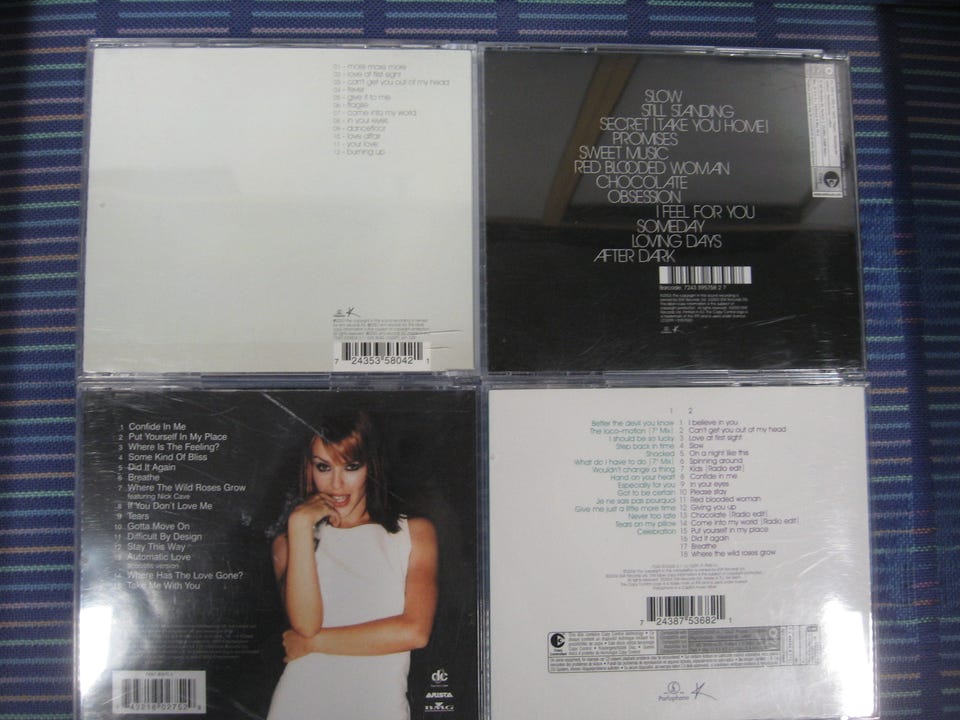 01 - more more more
02 - love at first sight
03 - can't get you out of my head
04 - fever
05 - give it to me
06 - fragile
07 - come into my world
08 - in your eyes
09 - dancefloor
10 - love affair
11 - your love
12 - burning up
7 24353 58042 1
SLOW
STILL STANDING
SECRET (TAKE YOU HOME)
PROMISES
SWEET MUSIC
RED BLOODED WOMAN
CHOCOLATE
OBSESSION
I FEEL FOR YOU
SOMEDAY
LOVING DAYS
AFTER DARK
Barcode: 7243 595758 2 7
1 Confide In Me
2 Put Yourself In My Place
3 Where Is The Feeling?
4 Some Kind Of Bliss
5 Did It Again
6 Breathe
7 Where The Wild Roses Grow
featuring Nick Cave
8 If You Don't Love Me
9 Tears
10 Gotta Move On
11 Difficult By Design
12 Stay This Way
13 Automatic Love
acoustic version
14 Where Has The Love Gone?
15 Take Me With You
dc
ARISTA
BMG
1 2
Better the devil you know 1 I believe in you
The loco-motion [7" Mix] 2 Can't get you out of my head
I should be so lucky 3 Love at first sight
Step back in time 4 Slow
Shocked 5 On a night like this
What do I have to do [7" Mix] 6 Spinning around
Wouldn't change a thing 7 Kids [Radio edit]
Hand on your heart 8 Confide in me
Especially for you 9 In your eyes
Got to be certain 10 Please stay
Je ne sais pas pourquoi 11 Red blooded woman
Give me just a little more time 12 Giving you up
Never too late 13 Chocolate [Radio edit]
Tears on my pillow 14 Come into my world [Radio edit]
Celebration 15 Put yourself in my place
16 Did it again
17 Breathe
18 Where the wild roses grow
7 24387 53682 1
Parlophone